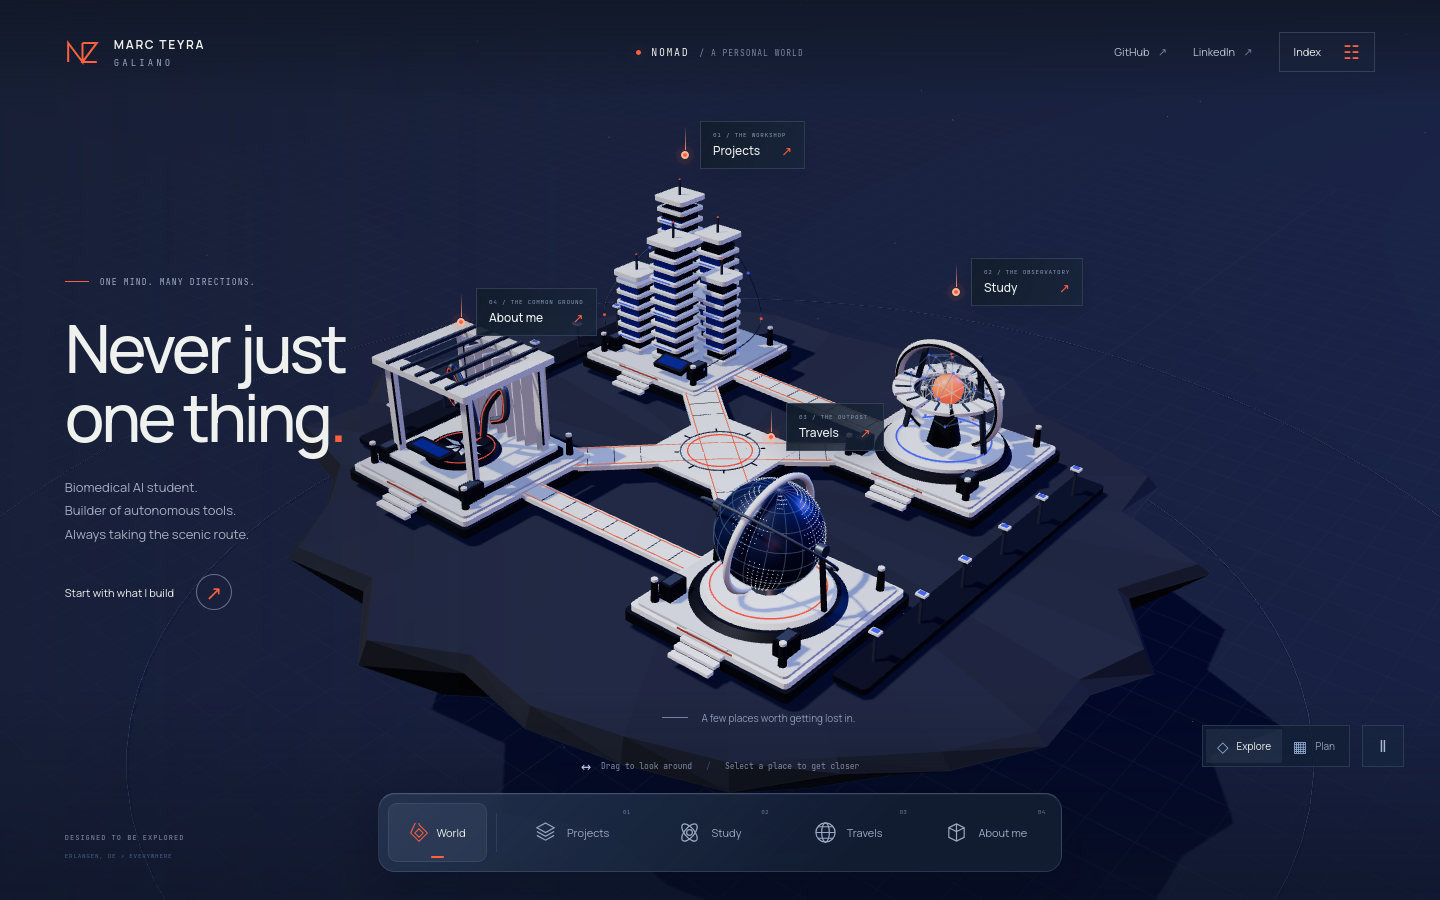 MARC TEYRA
GALIANO
NOMAD / A PERSONAL WORLD
GitHub ↗
LinkedIn ↗
Index
01 / THE WORKSHOP
Projects ↗
02 / THE OBSERVATORY
Study ↗
04 / THE COMMON GROUND
About me ↗
03 / THE OUTPOST
Travels ↗
ONE MIND. MANY DIRECTIONS.
Never just
one thing.
Biomedical AI student.
Builder of autonomous tools.
Always taking the scenic route.
Start with what I build ↗
A few places worth getting lost in.
Explore
Plan
↔ Drag to look around / Select a place to get closer
World
Projects 01
Study 02
Travels 03
About me 04
DESIGNED TO BE EXPLORED